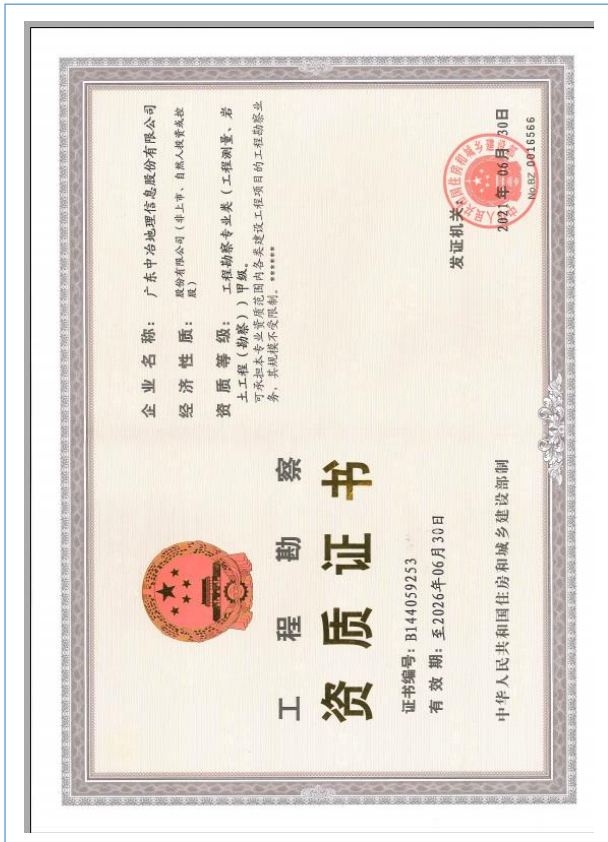 工程勘察
资质证书
证书编号：B144059253
有 效 期：至2026年06月30日
中华人民共和国住房和城乡建设部制
企 业 名 称： 广东中冶地理信息股份有限公司
经 济 性 质： 股份有限公司（非上市、自然人投资或控
股）
资 质 等 级： 工程勘察专业类（工程测量、岩
土工程（勘察））甲级。
可承担本专业资质范围内各类建设工程项目的工程勘察业
务，其规模不受限制。******
发证机关：
2021年06月30日
No.BZ 0016566